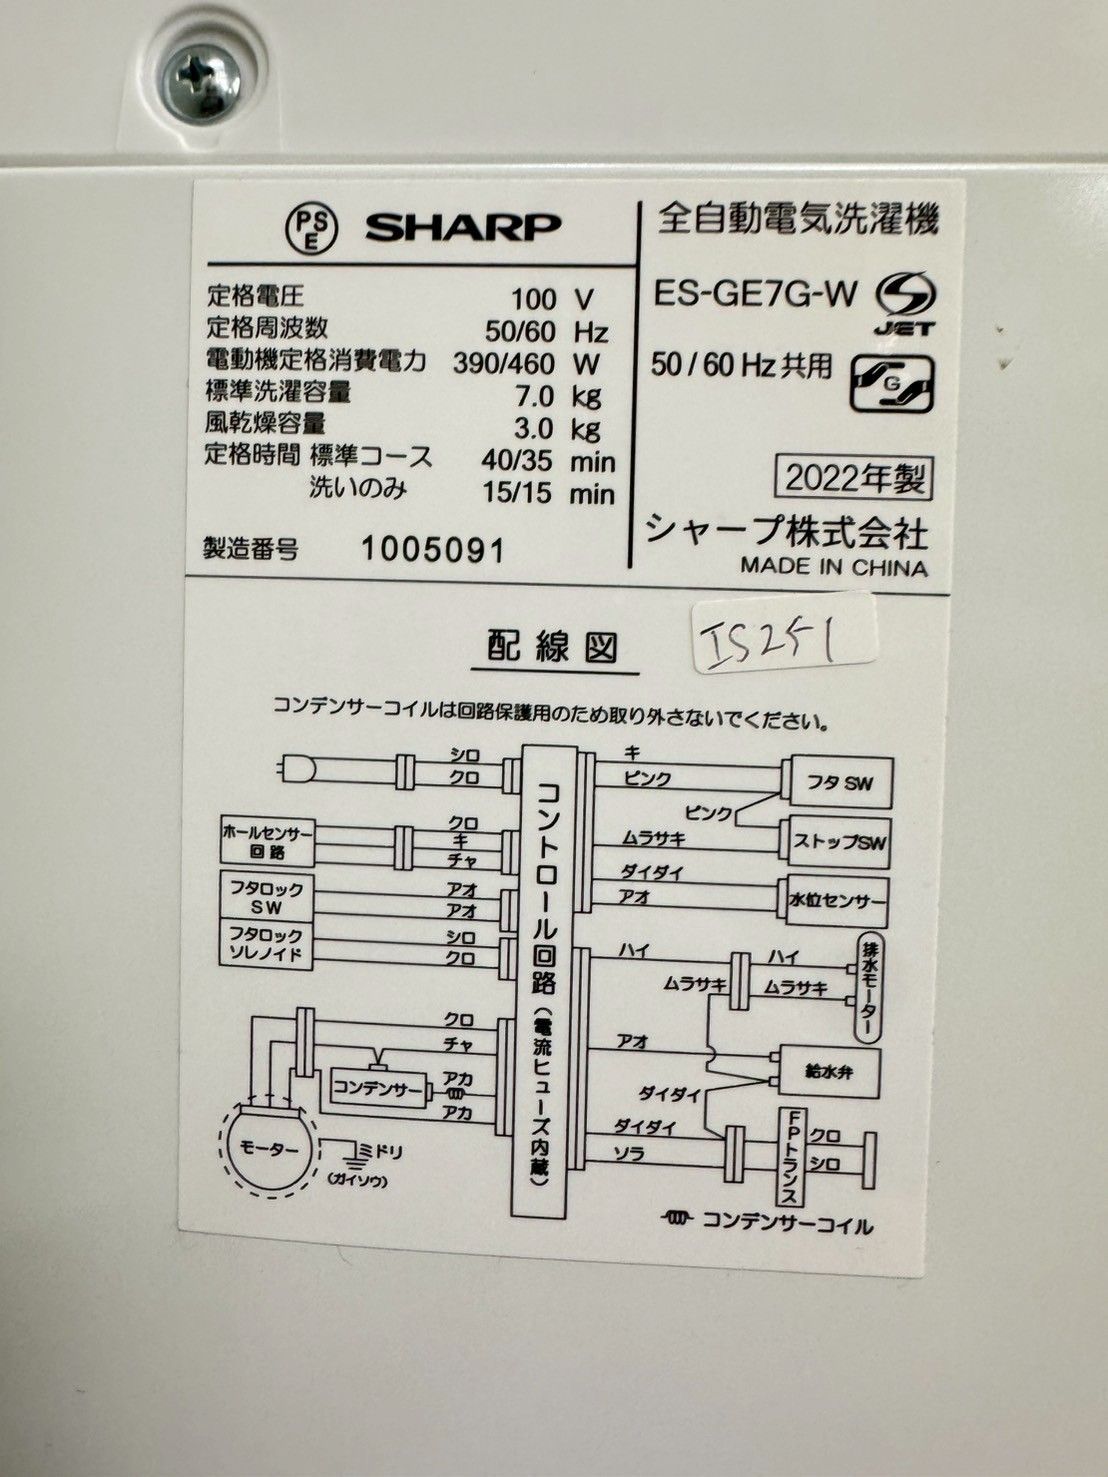 PSE SHARP
定格電圧 100 V
定格周波数 50/60 Hz
電動機定格消費電力 390/460 W
標準洗濯容量 7.0 kg
風乾燥容量 3.0 kg
定格時間 標準コース 40/35 min
洗いのみ 15/15 min
製造番号 1005091
全自動電気洗濯機
ES-GE7G-W
JET
50/60 Hz 共用
G
2022年製
シャープ株式会社
MADE IN CHINA
配線図
IS251
コンデンサーコイルは回路保護用のため取り外さないでください。
シロ
クロ
ホールセンサー
回路
クロ
キ
チャ
フタロック
SW
アオ
アオ
フタロック
ソレノイド
シロ
クロ
クロ
チャ
コンデンサー
アカ
アカ
モーター
ミドリ
(ガイソウ)
コントロール回路(電流ヒューズ内蔵)
キ
ピンク
フタ SW
ピンク
ムラサキ
ストップSW
ダイダイ
アオ
水位センサー
ハイ
ムラサキ
ハイ
ムラサキ
排水モーター
アオ
給水弁
ダイダイ
ダイダイ
ソラ
FPトランス
クロ
シロ
コンデンサーコイル